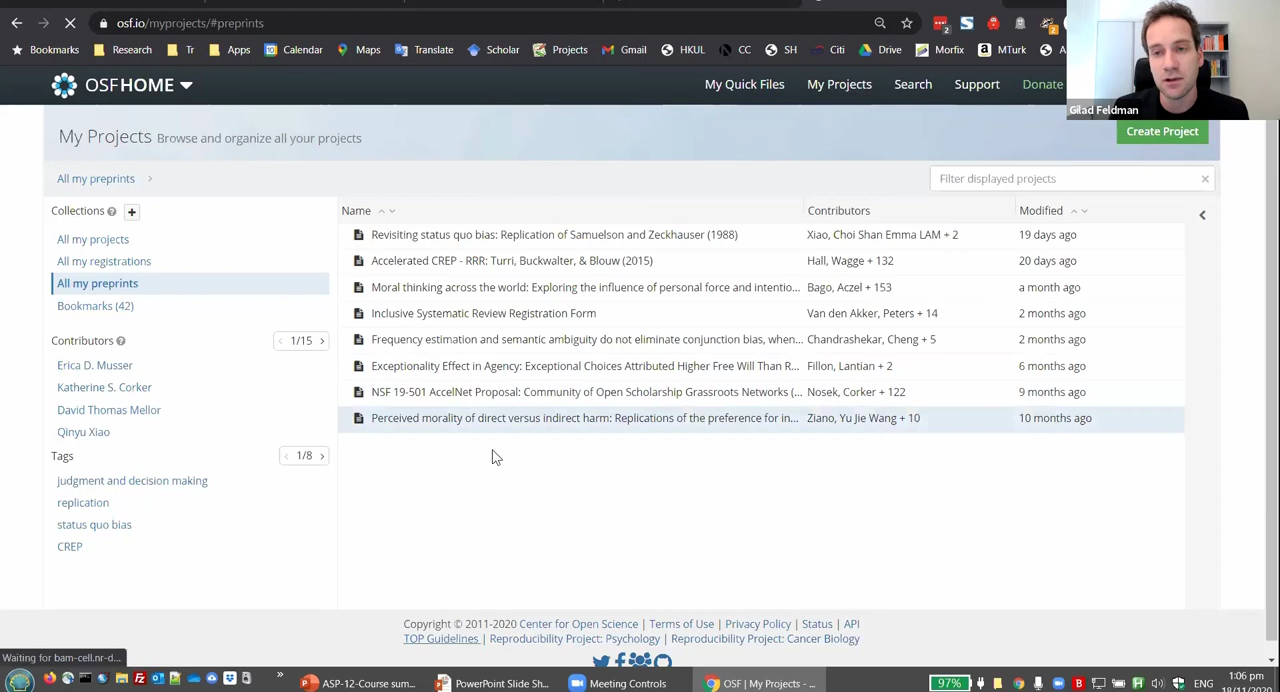 osf.io/myprojects/#preprints
2
2
Bookmarks Research Tr Apps Calendar Maps Translate Scholar Projects Gmail HKUL CC SH Citi Drive Morfix MTurk
OSFHOME My Quick Files My Projects Search Support Donate
Gilad Feldman
My Projects Browse and organize all your projects Create Project
All my preprints Filter displayed projects
Collections Name Contributors Modified
All my projects
All my registrations
All my preprints
Bookmarks (42)
Contributors 1/15
Erica D. Musser
Katherine S. Corker
David Thomas Mellor
Qinyu Xiao
Tags 1/8
judgment and decision making
replication
status quo bias
CREP
Revisiting status quo bias: Replication of Samuelson and Zeckhauser (1988) Xiao, Choi Shan Emma LAM + 2 19 days ago
Accelerated CREP - RRR: Turri, Buckwalter, & Blouw (2015) Hall, Wagge + 132 20 days ago
Moral thinking across the world: Exploring the influence of personal force and intentio... Bago, Aczel + 153 a month ago
Inclusive Systematic Review Registration Form Van den Akker, Peters + 14 2 months ago
Frequency estimation and semantic ambiguity do not eliminate conjunction bias, when... Chandrashekar, Cheng + 5 2 months ago
Exceptionality Effect in Agency: Exceptional Choices Attributed Higher Free Will Than R... Fillon, Lantian + 2 6 months ago
NSF 19-501 AccelNet Proposal: Community of Open Scholarship Grassroots Networks (... Nosek, Corker + 122 9 months ago
Perceived morality of direct versus indirect harm: Replications of the preference for in... Ziano, Yu Jie Wang + 10 10 months ago
Copyright © 2011-2020 Center for Open Science | Terms of Use | Privacy Policy | Status | API
TOP Guidelines | Reproducibility Project: Psychology | Reproducibility Project: Cancer Biology
Waiting for bam-cell.nr-d...
ASP-12-Course sum... PowerPoint Slide Sh... Meeting Controls OSF | My Projects - ... 97% ENG 1:06 pm
18/11/2020